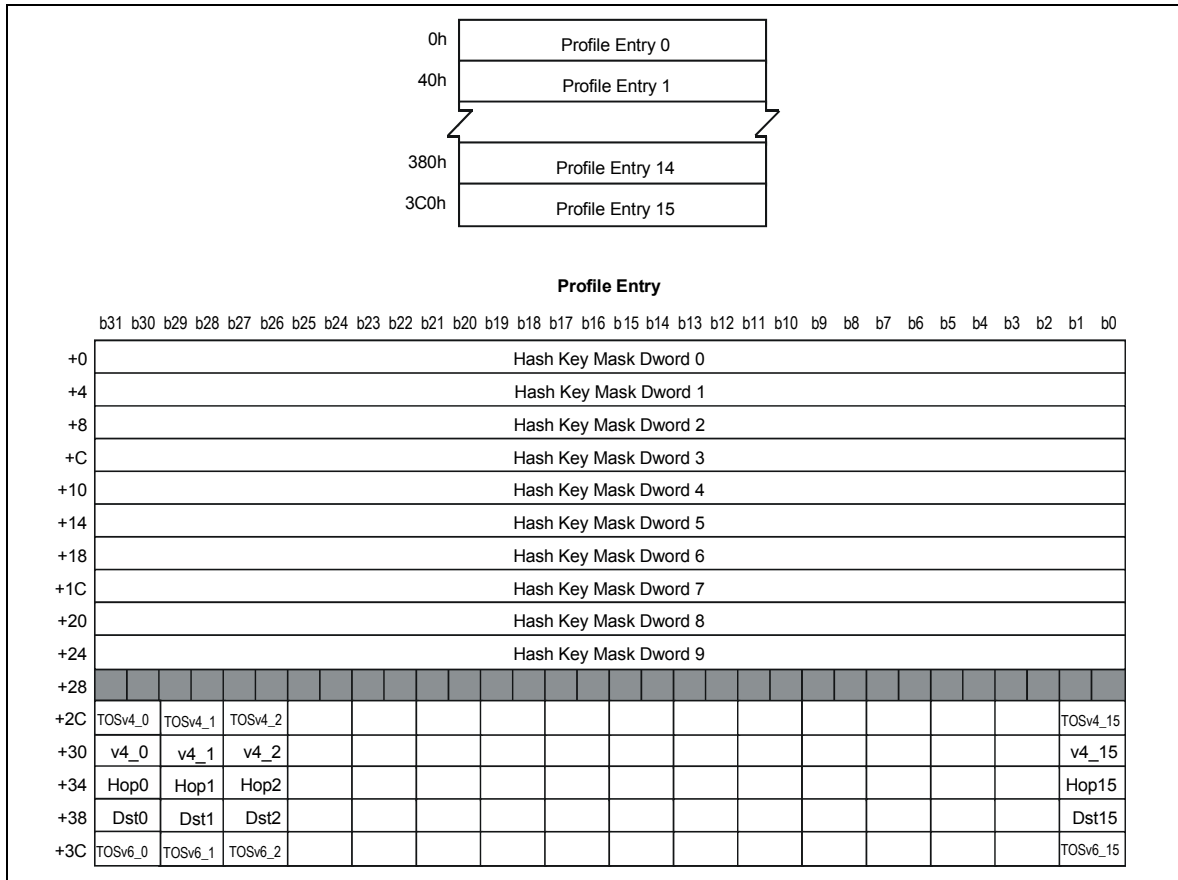 0h Profile Entry 0
40h Profile Entry 1
380h Profile Entry 14
3C0h Profile Entry 15
Profile Entry
b31 b30 b29 b28 b27 b26 b25 b24 b23 b22 b21 b20 b19 b18 b17 b16 b15 b14 b13 b12 b11 b10 b9 b8 b7 b6 b5 b4 b3 b2 b1 b0
+0 Hash Key Mask Dword 0
+4 Hash Key Mask Dword 1
+8 Hash Key Mask Dword 2
+C Hash Key Mask Dword 3
+10 Hash Key Mask Dword 4
+14 Hash Key Mask Dword 5
+18 Hash Key Mask Dword 6
+1C Hash Key Mask Dword 7
+20 Hash Key Mask Dword 8
+24 Hash Key Mask Dword 9
+28
+2C TOSv4_0 TOSv4_1 TOSv4_2 TOSv4_15
+30 v4_0 v4_1 v4_2 v4_15
+34 Hop0 Hop1 Hop2 Hop15
+38 Dst0 Dst1 Dst2 Dst15
+3C TOSv6_0 TOSv6_1 TOSv6_2 TOSv6_15